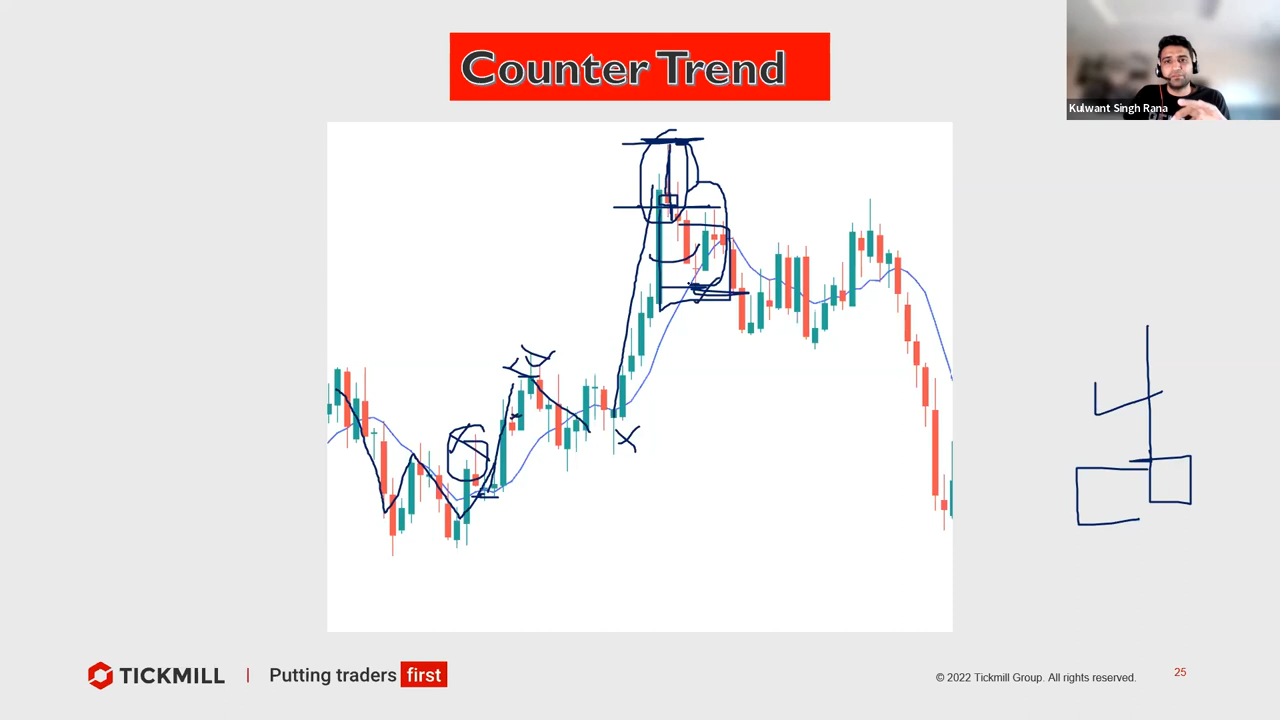 Counter Trend
Kulwant Singh Rana
TICKMILL
Putting traders first
© 2022 Tickmill Group. All rights reserved.
25